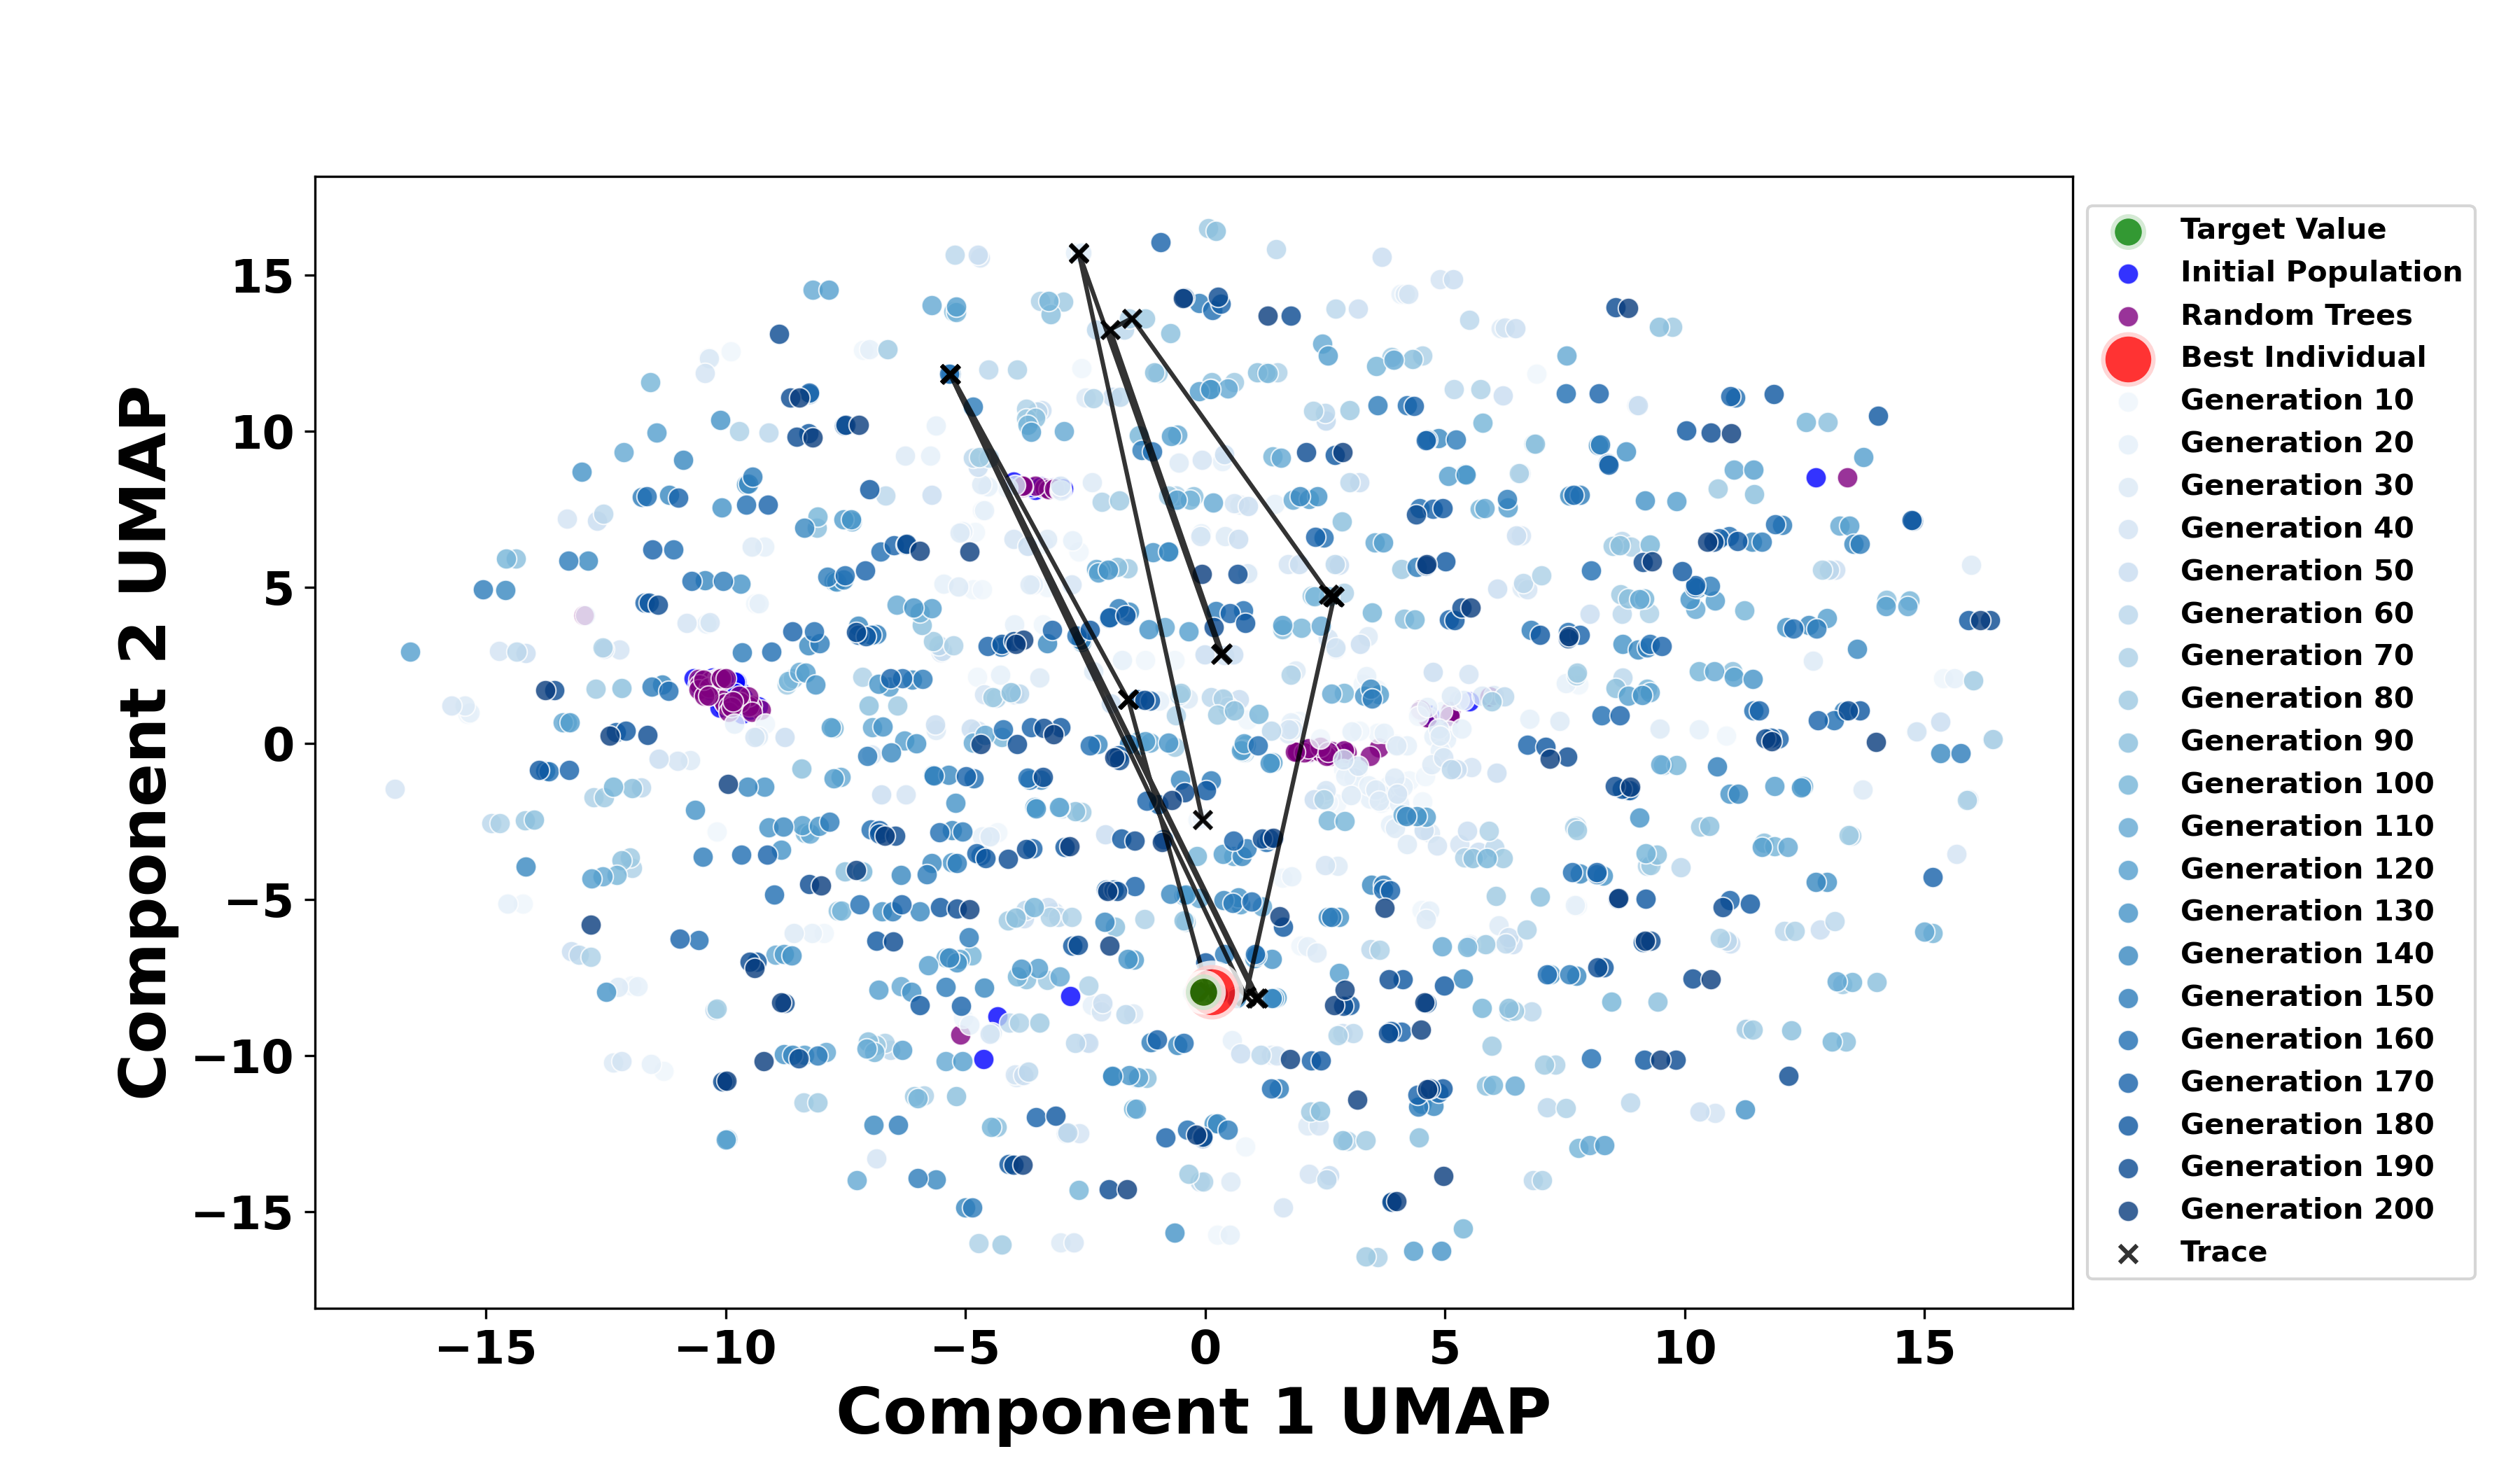 Component 2 UMAP
15
10
5
0
−5
−10
−15
−15
−10
−5
0
5
10
15
Component 1 UMAP
Target Value
Initial Population
Random Trees
Best Individual
Generation 10
Generation 20
Generation 30
Generation 40
Generation 50
Generation 60
Generation 70
Generation 80
Generation 90
Generation 100
Generation 110
Generation 120
Generation 130
Generation 140
Generation 150
Generation 160
Generation 170
Generation 180
Generation 190
Generation 200
Trace